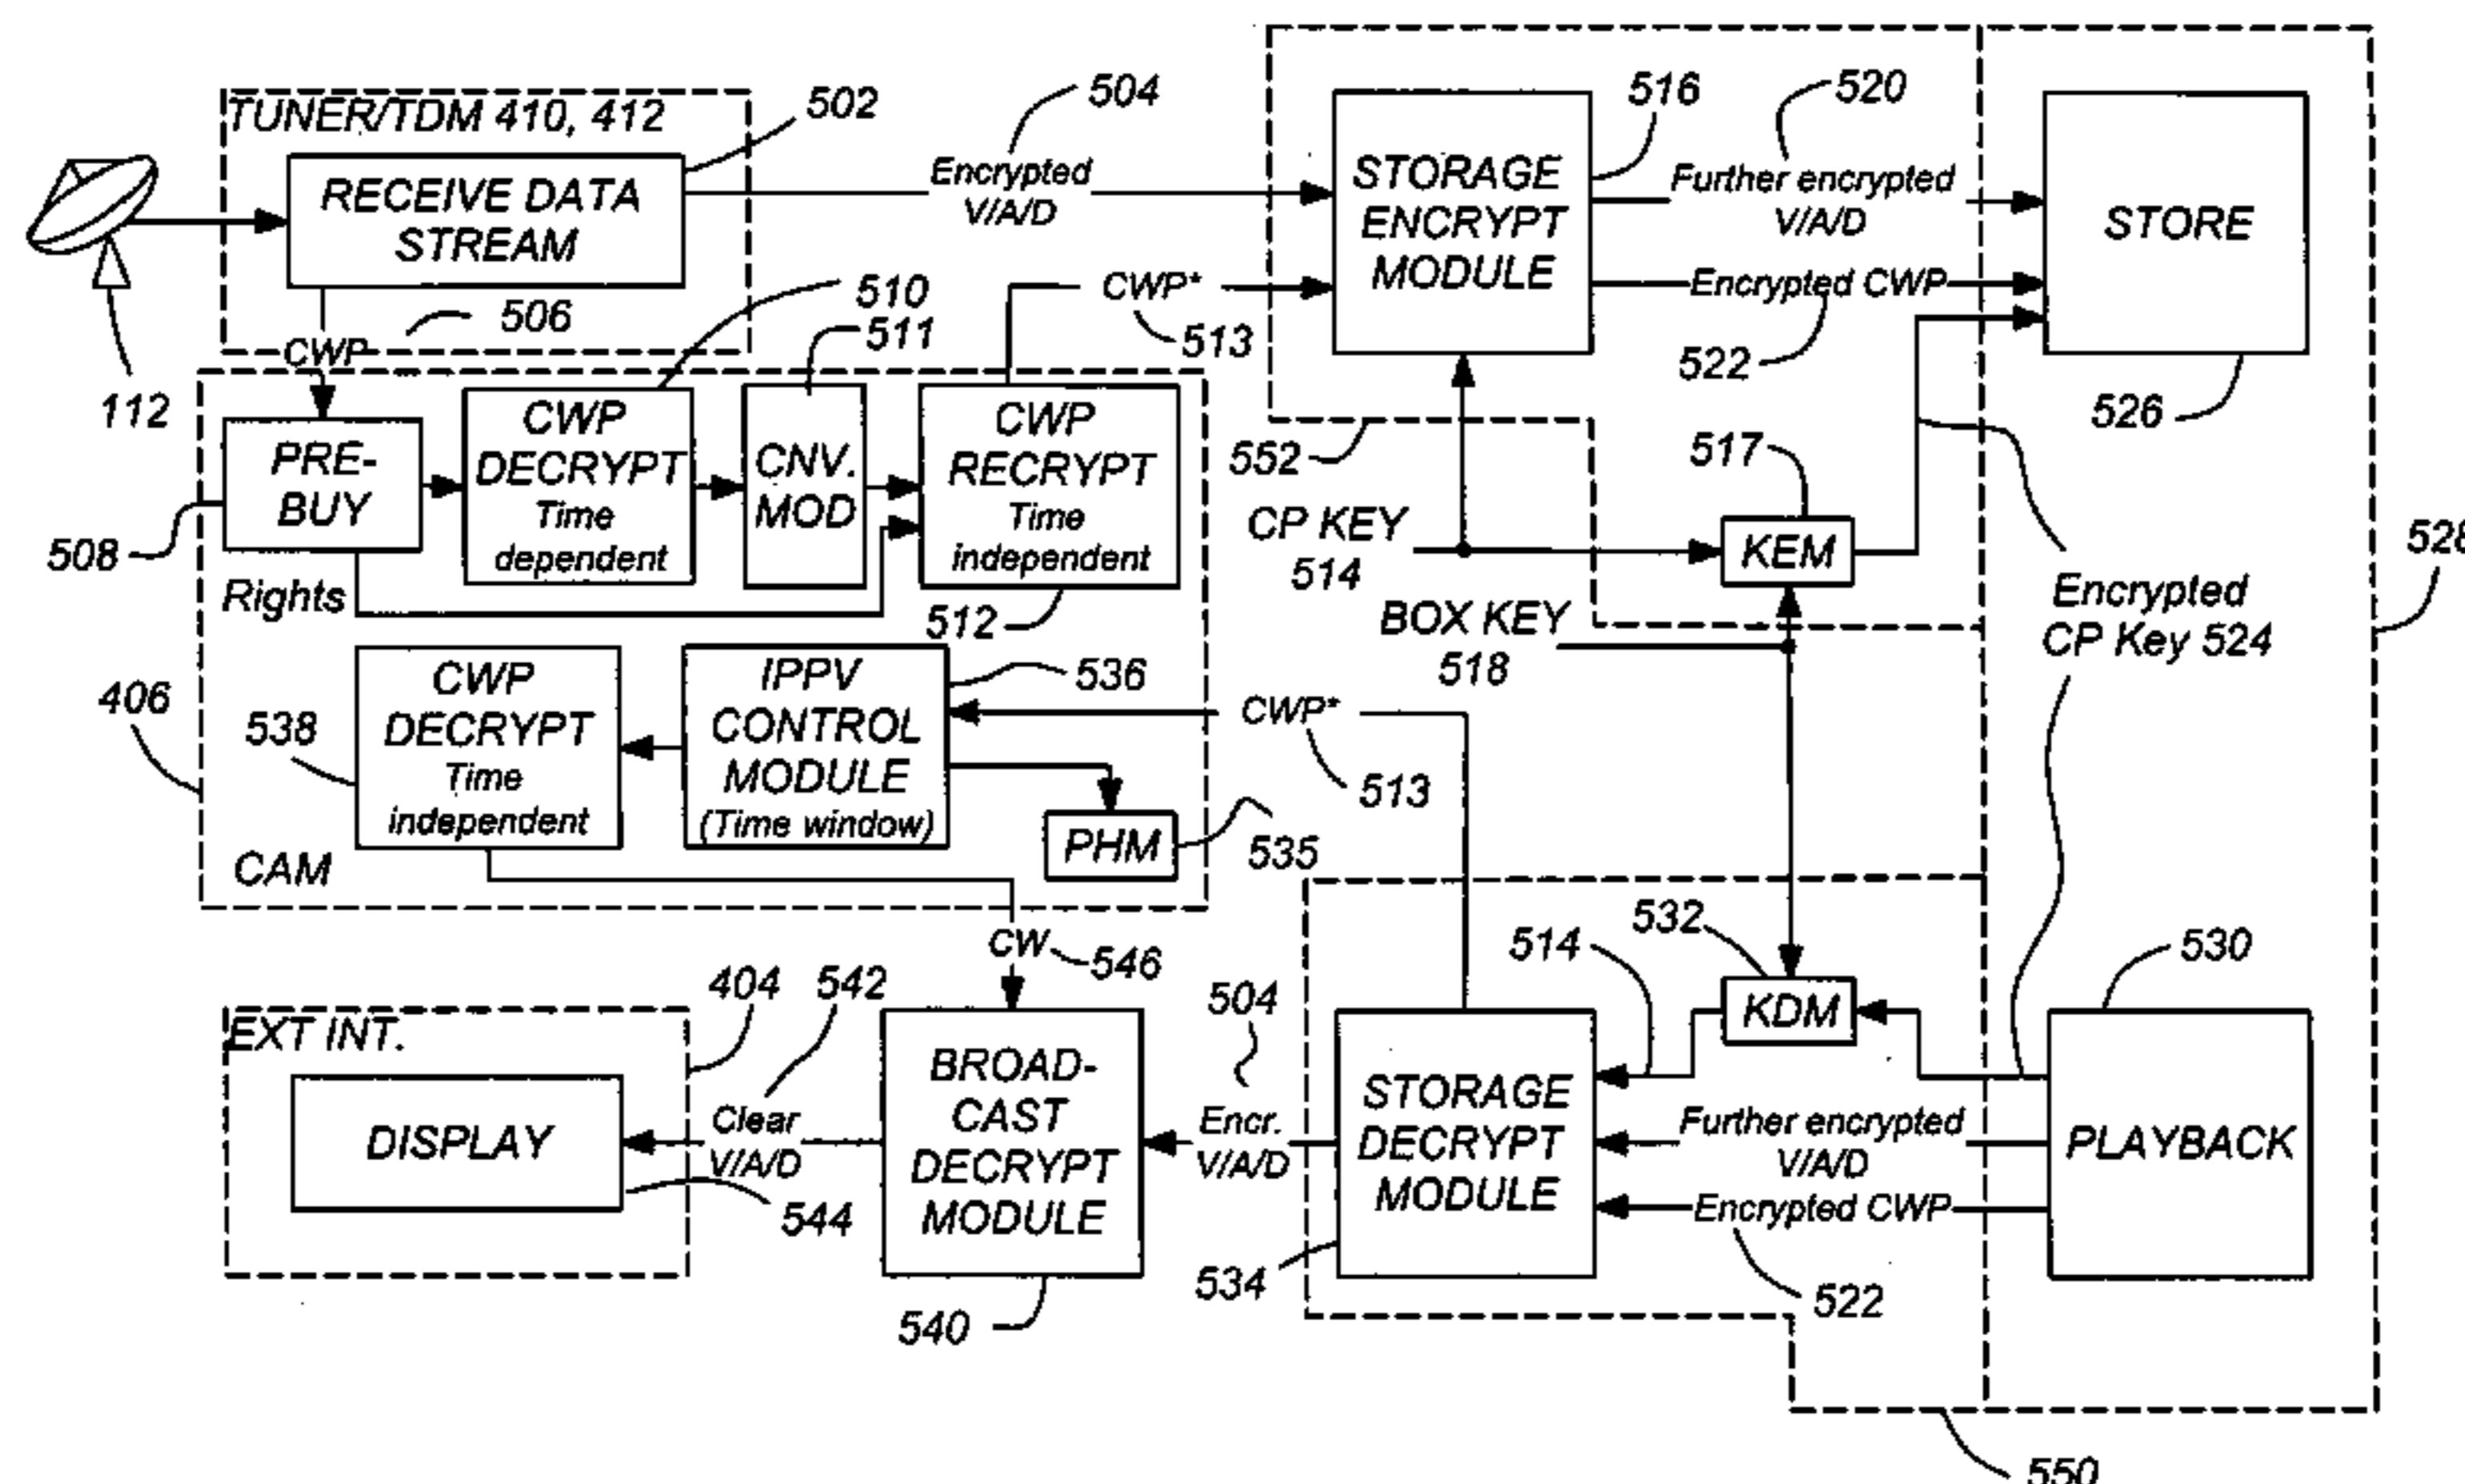 TUNER/TDM 410, 412
502
504
520
516
RECEIVE DATA
STREAM
Encrypted
V/A/D
STORAGE
ENCRYPT
MODULE
Further encrypted
V/A/D
STORE
Encrypted CWP
522
526
506
CWP
510
511
CWP*
513
112
PRE-
BUY
508
CWP
DECRYPT
Time
dependent
CNV.
MOD
CWP
RECRYPT
Time
independent
512
Rights
552
517
CP KEY
514
KEM
BOX KEY
518
Encrypted
CP Key 524
528
406
538
CWP
DECRYPT
Time
independent
IPPV
CONTROL
MODULE
(Time window)
536
CWP*
513
PHM
535
CAM
CW
546
532
514
KDM
530
404
542
504
EXT INT.
DISPLAY
544
Clear
V/A/D
BROAD-
CAST
DECRYPT
MODULE
540
Encr.
V/A/D
STORAGE
DECRYPT
MODULE
534
Further encrypted
V/A/D
Encrypted CWP
522
PLAYBACK
550